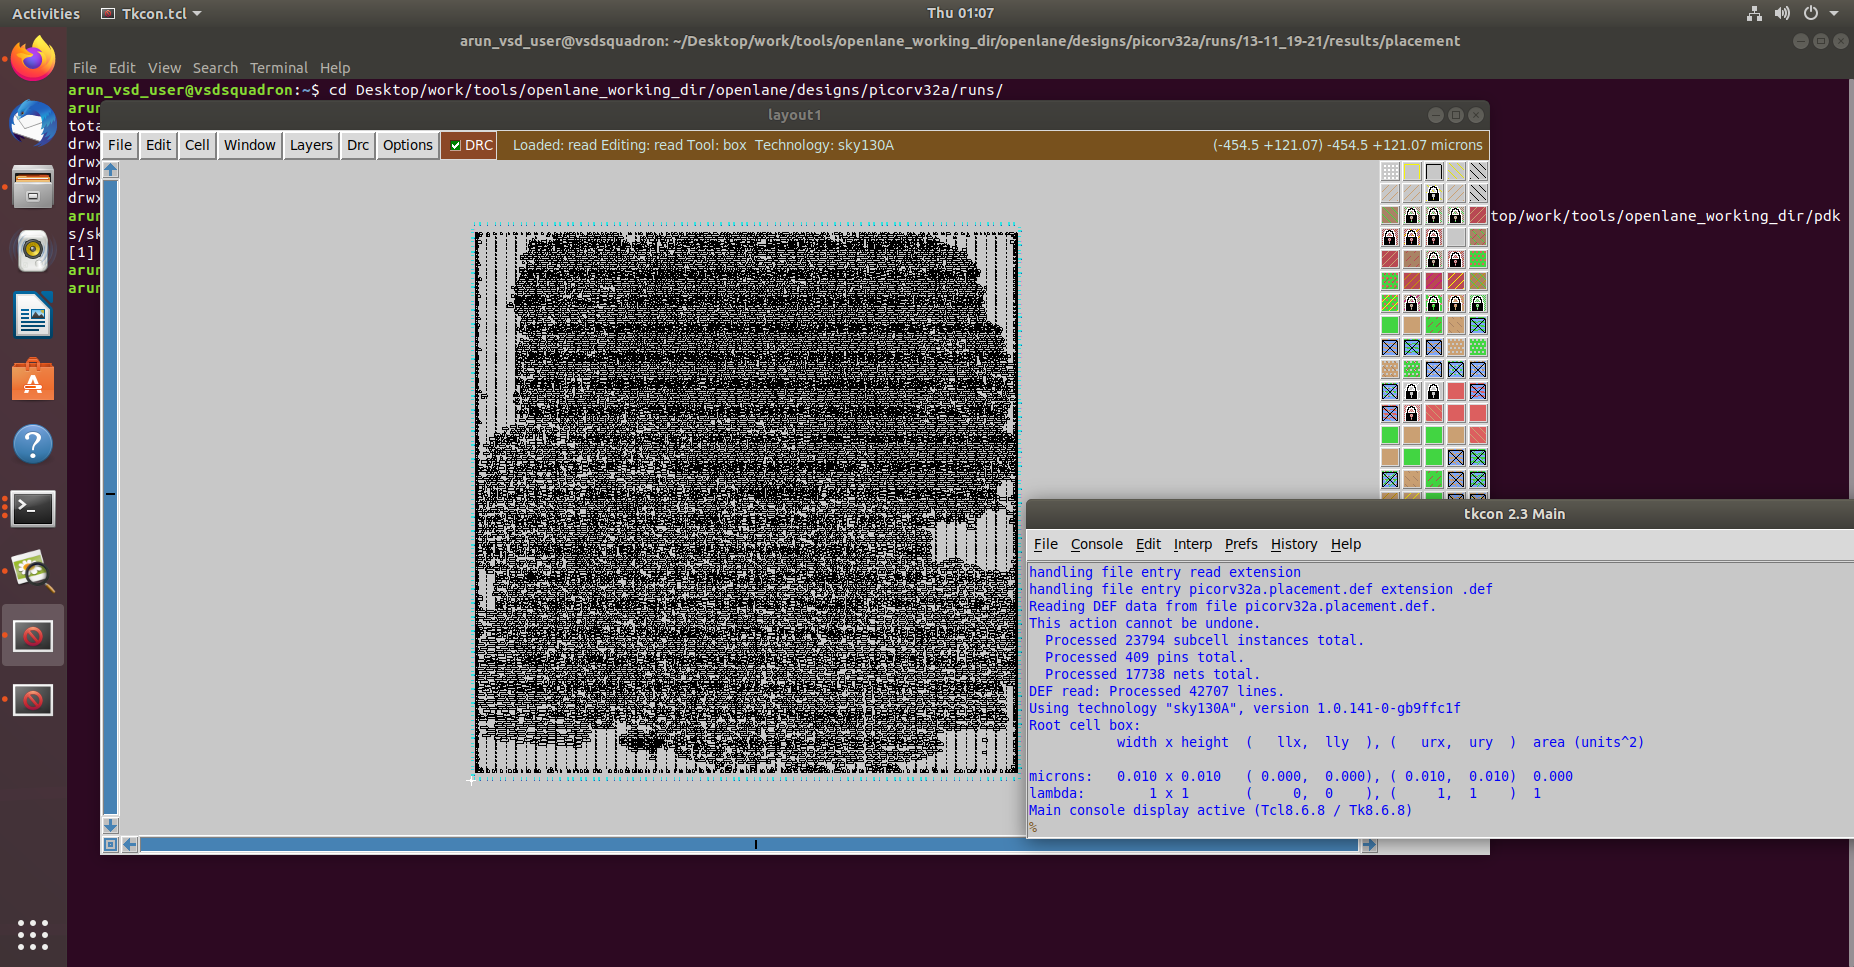 Activities Tkcon.tcl Thu 01:07
arun_vsd_user@vsdsquadron: ~/Desktop/work/tools/openlane_working_dir/openlane/designs/picorv32a/runs/13-11_19-21/results/placement
File Edit View Search Terminal Help
arun_vsd_user@vsdsquadron:~$ cd Desktop/work/tools/openlane_working_dir/openlane/designs/picorv32a/runs/
arun
layout1
tota
File Edit Cell Window Layers Drc Options DRC Loaded: read Editing: read Tool: box Technology: sky130A (-454.5 +121.07) -454.5 +121.07 microns
drwx
drwx
drwx
drwx
arun top/work/tools/openlane_working_dir/pdk
s/sk
[1]
arun
arun
tkcon 2.3 Main
File Console Edit Interp Prefs History Help
handling file entry read extension
handling file entry picorv32a.placement.def extension .def
Reading DEF data from file picorv32a.placement.def.
This action cannot be undone.
Processed 23794 subcell instances total.
Processed 409 pins total.
Processed 17738 nets total.
DEF read: Processed 42707 lines.
Using technology "sky130A", version 1.0.141-0-gb9ffc1f
Root cell box:
width x height ( llx, lly ), ( urx, ury ) area (units^2)
microns: 0.010 x 0.010 ( 0.000, 0.000), ( 0.010, 0.010) 0.000
lambda: 1 x 1 ( 0, 0 ), ( 1, 1 ) 1
Main console display active (Tcl8.6.8 / Tk8.6.8)
%